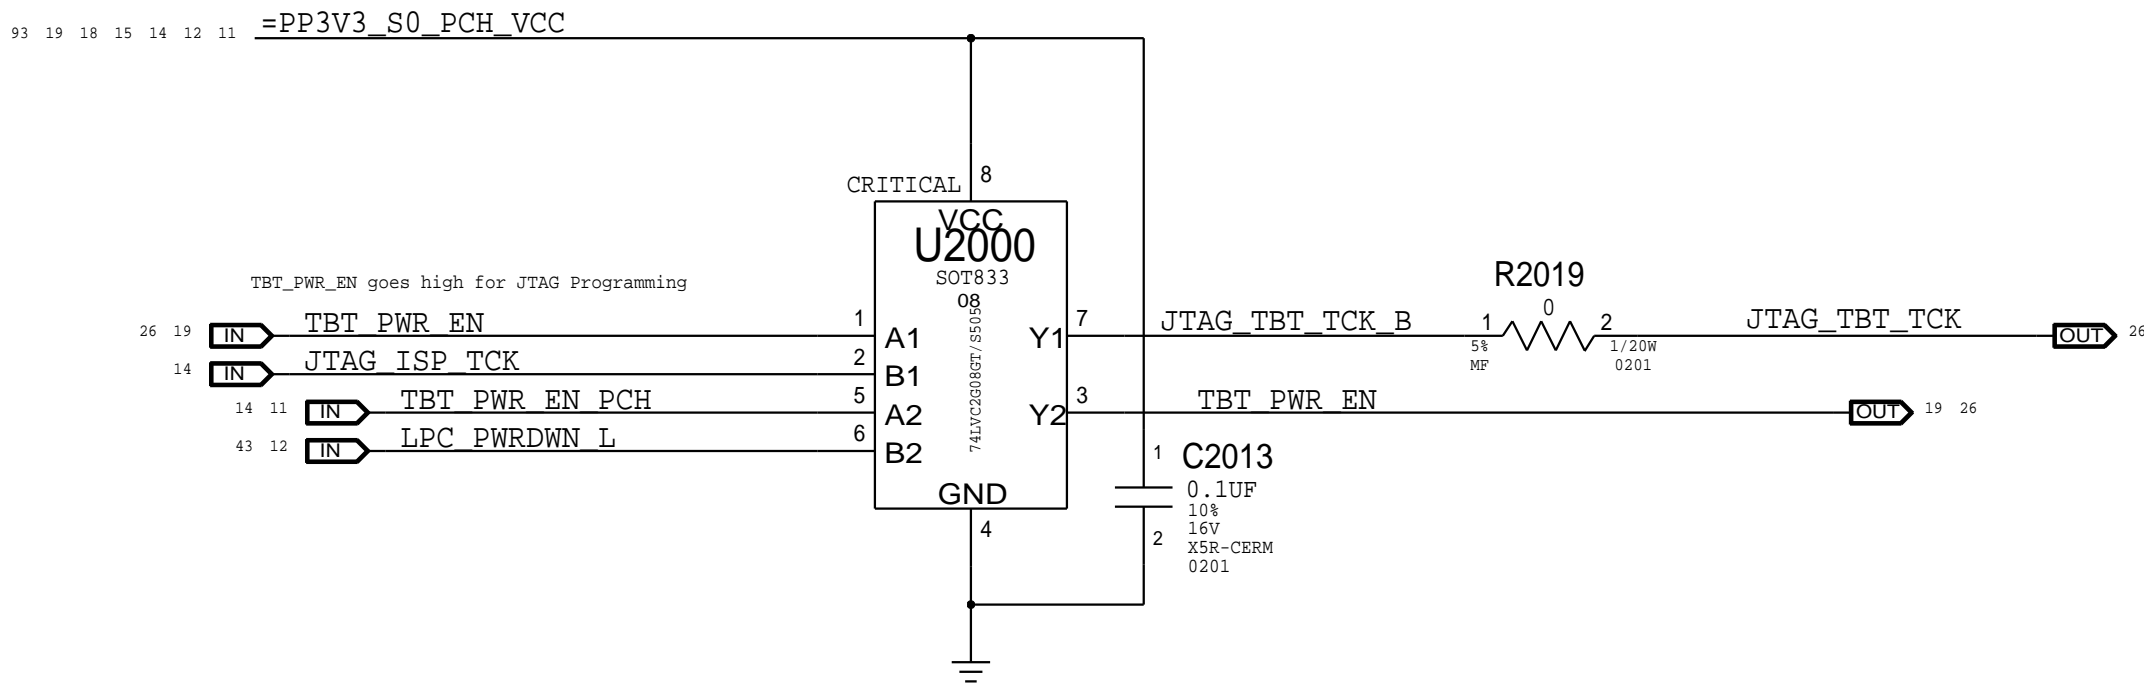 93 19 18 15 14 12 11 =PP3V3_S0_PCH_VCC
CRITICAL
8
VCC
U2000
SOT833
08
74LVC2G08GT/S505
TBT_PWR_EN goes high for JTAG Programming
26 19 IN TBT_PWR_EN 1 A1
14 IN JTAG_ISP_TCK 2 B1
14 11 IN TBT_PWR_EN_PCH 5 A2
43 12 IN LPC_PWRDWN_L 6 B2
Y1 7 JTAG_TBT_TCK_B
R2019
0
1 2
5% 1/20W
MF 0201
JTAG_TBT_TCK OUT 26
Y2 3 TBT_PWR_EN OUT 19 26
GND
4
1 C2013
0.1UF
10%
16V
2 X5R-CERM
0201